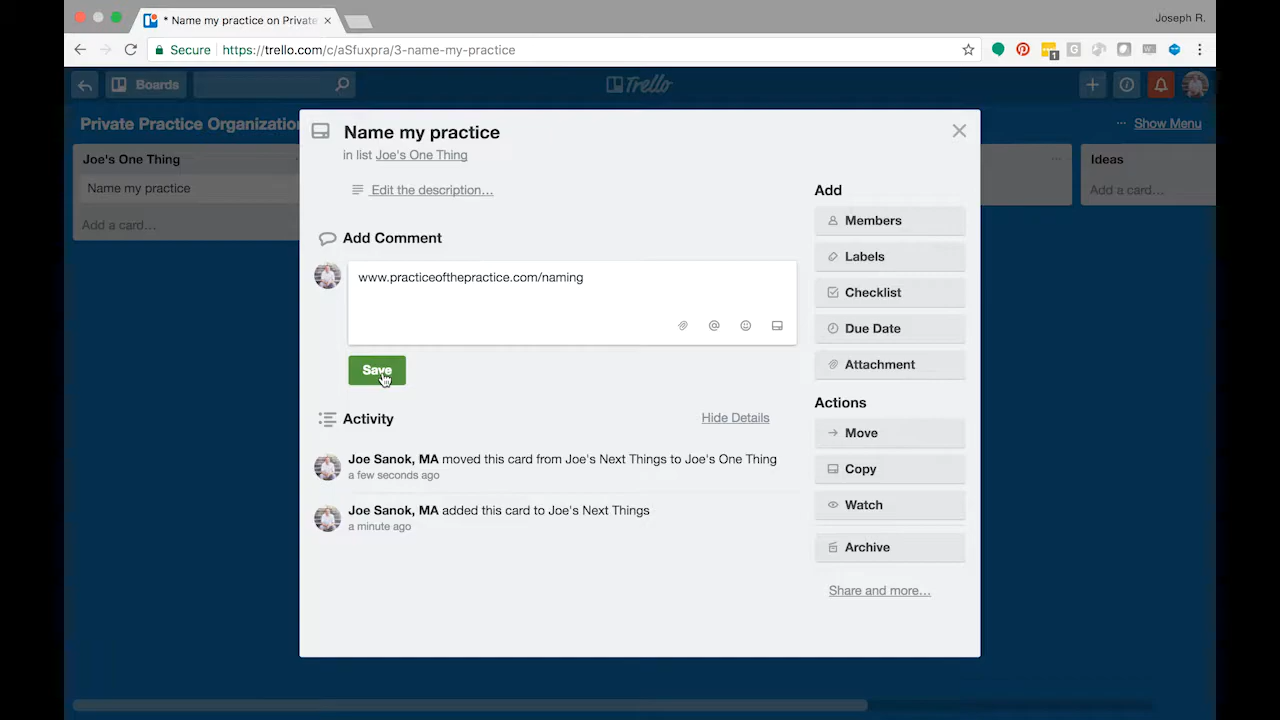 * Name my practice on Private
Joseph R.
Secure https://trello.com/c/aSfuxpra/3-name-my-practice
1
Boards
Trello
Private Practice Organization
... Show Menu
Joe's One Thing
Name my practice
Add a card...
Ideas
Add a card...
Name my practice
in list Joe's One Thing
Edit the description...
Add Comment
www.practiceofthepractice.com/naming
Save
Activity
Hide Details
Joe Sanok, MA moved this card from Joe's Next Things to Joe's One Thing
a few seconds ago
Joe Sanok, MA added this card to Joe's Next Things
a minute ago
Add
Members
Labels
Checklist
Due Date
Attachment
Actions
Move
Copy
Watch
Archive
Share and more...